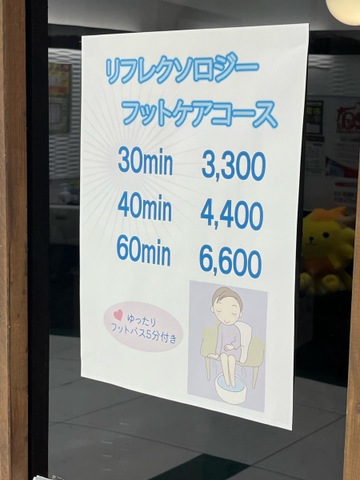 リフレクソロジー
フットケアコース
30min 3,300
40min 4,400
60min 6,600
ゆったり
フットバス5分付き